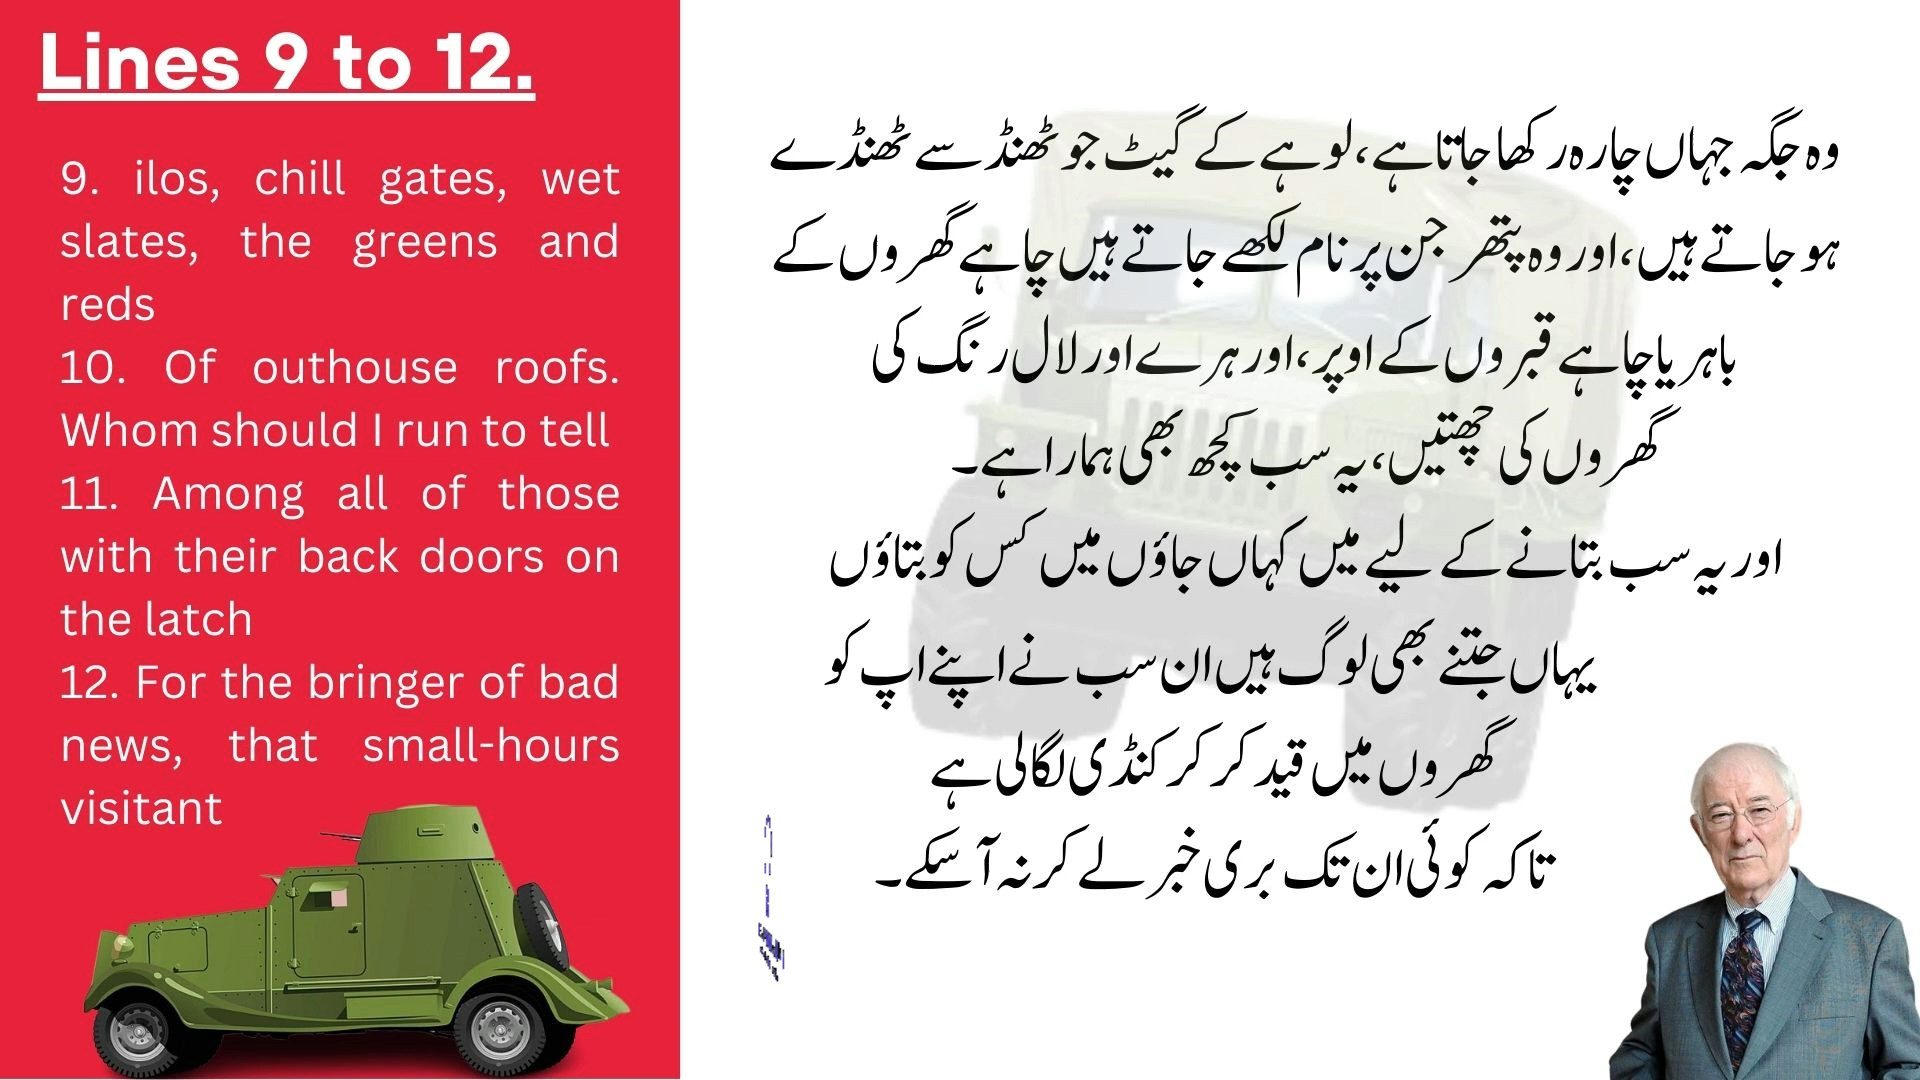 Lines 9 to 12.
9. ilos, chill gates, wet
slates, the greens and
reds
10. Of outhouse roofs.
Whom should I run to tell
11. Among all of those
with their back doors on
the latch
12. For the bringer of bad
news, that small-hours
visitant
وہ جگہ جہاں چارہ رکھا جاتا ہے، لوہے کے گیٹ جو ٹھنڈ سے ٹھنڈے
ہو جاتے ہیں، اور وہ پتھر جن پر نام لکھے جاتے ہیں چاہے گھروں کے
باہر یا چاہے قبروں کے اوپر، اور ہرے اور لال رنگ کی
گھروں کی چھتیں، یہ سب کچھ بھی ہمارا ہے۔
اور یہ سب بتانے کے لیے میں کہاں جاؤں میں کس کو بتاؤں
یہاں جتنے بھی لوگ ہیں ان سب نے اپنے اپ کو
گھروں میں قید کر کر کنڈی لگا لی ہے
تاکہ کوئی ان تک بری خبر لے کر نہ آ سکے۔